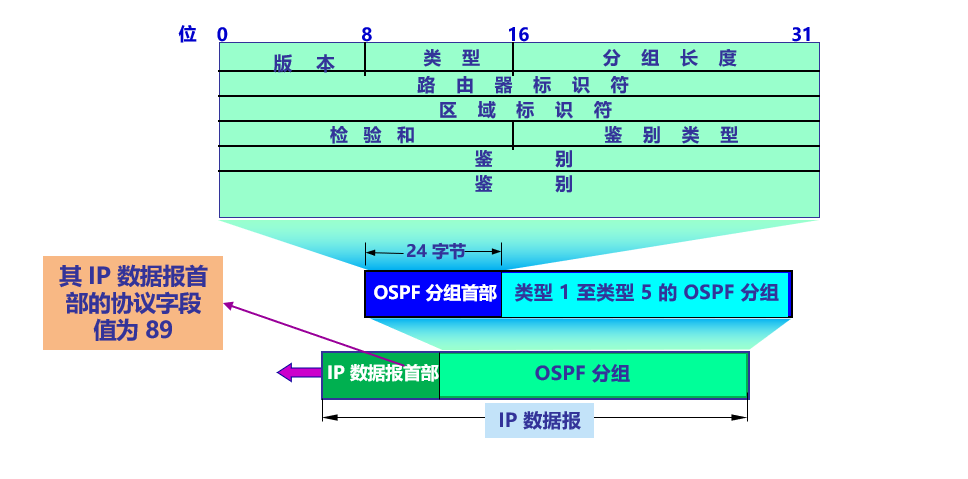 位 0 8 16 31
版 本 类 型 分 组 长 度
路 由 器 标 识 符
区 域 标 识 符
检 验 和 鉴 别 类 型
鉴 别
鉴 别
24 字节
其 IP 数据报首
部的协议字段
值为 89
OSPF 分组首部 类型 1 至类型 5 的 OSPF 分组
IP 数据报首部 OSPF 分组
IP 数据报